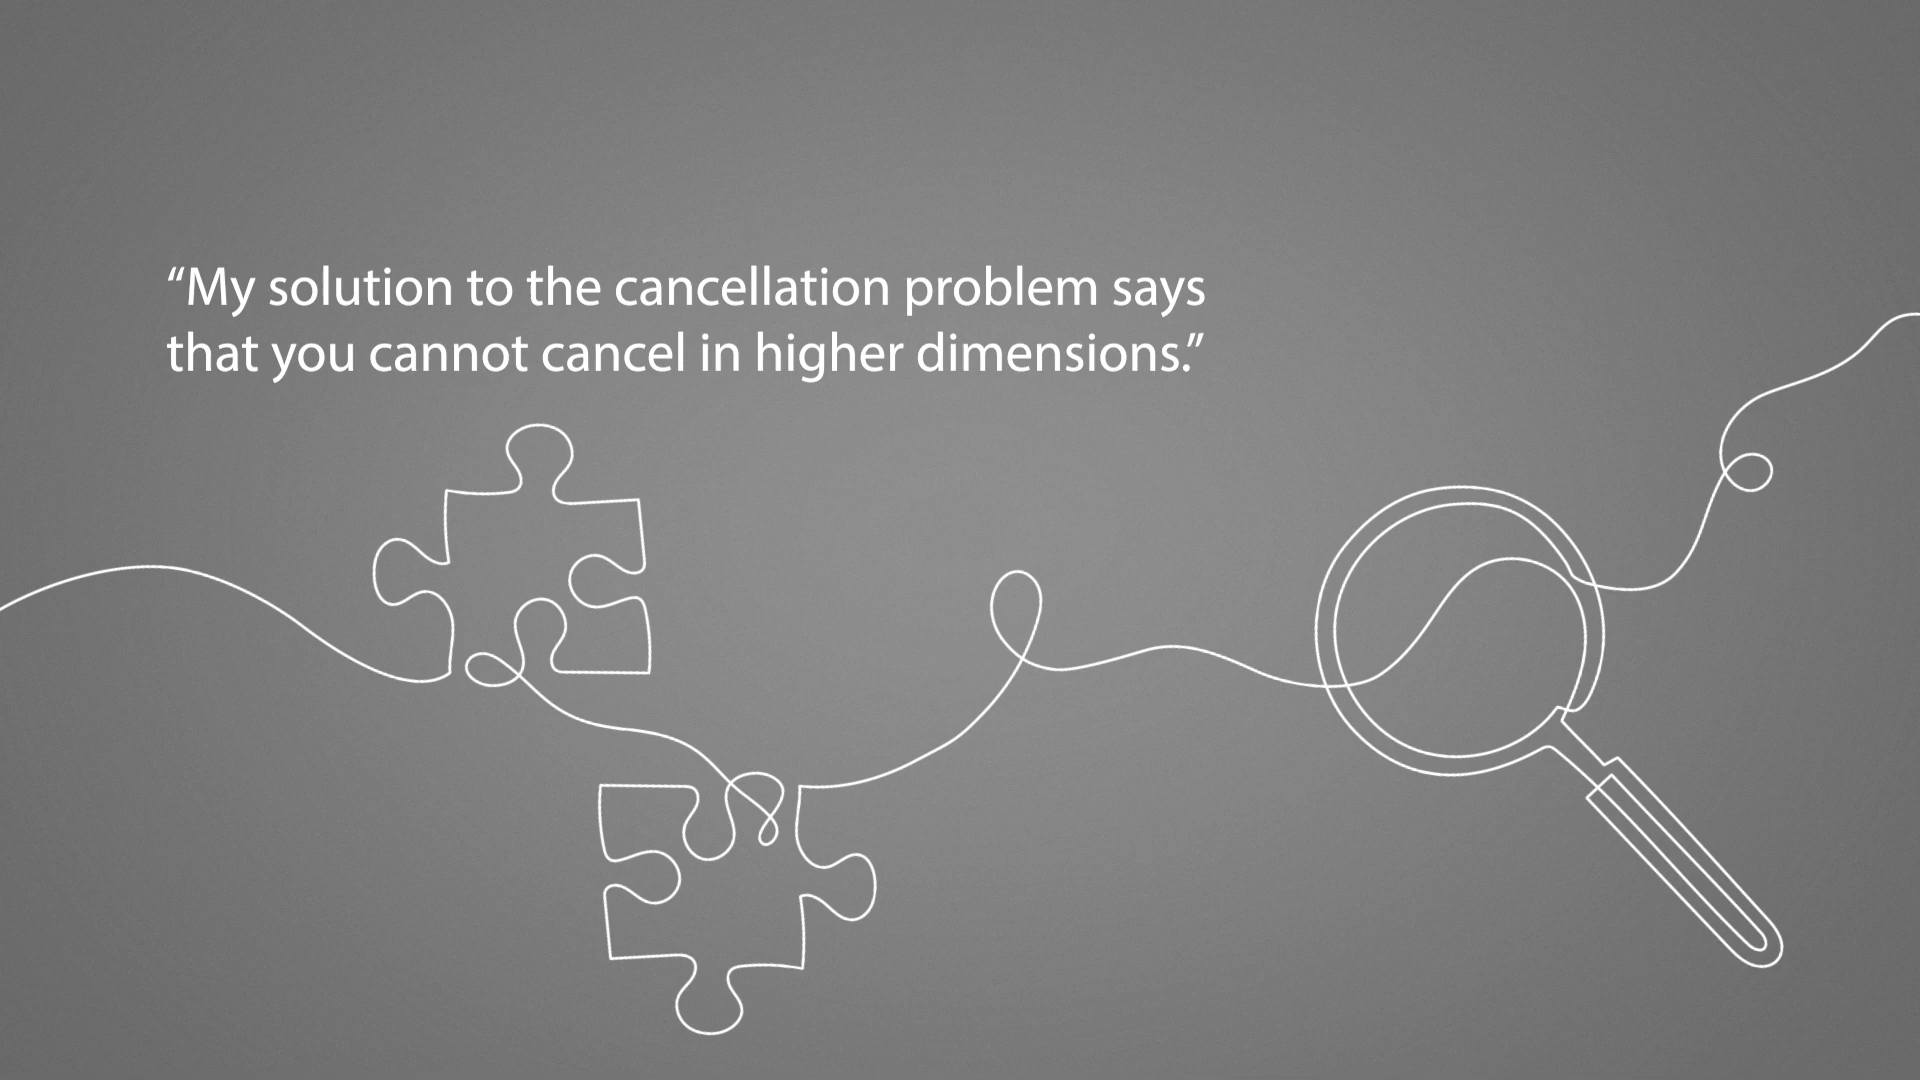 “My solution to the cancellation problem says
that you cannot cancel in higher dimensions.”